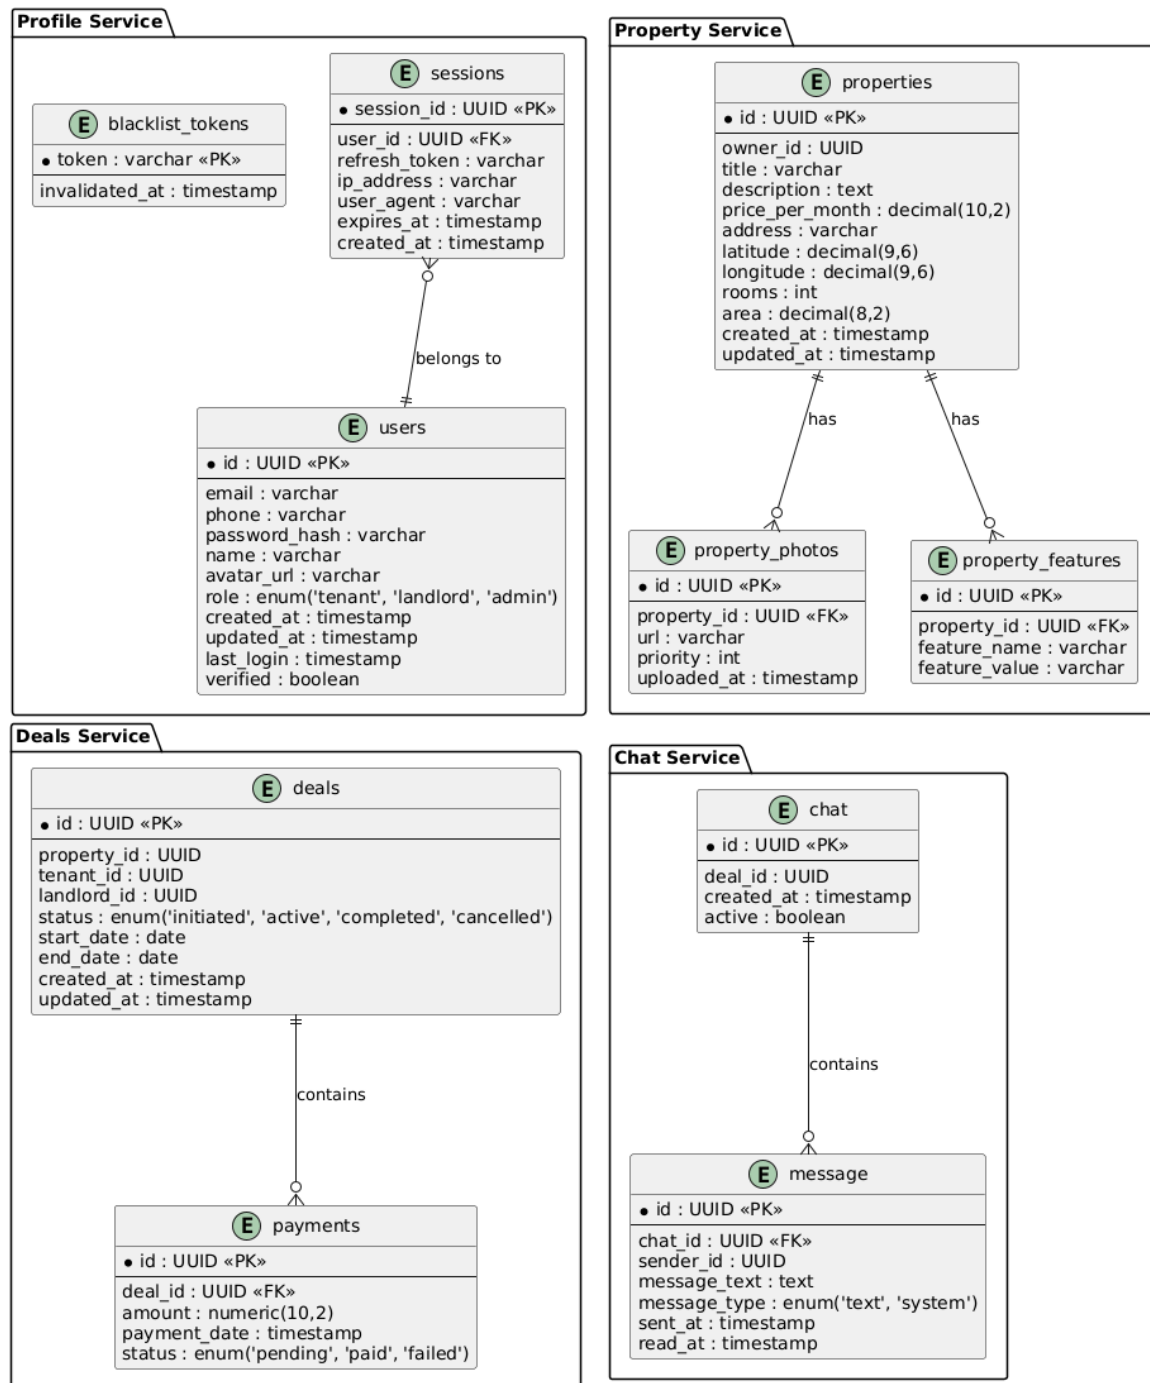 Profile Service
E sessions
session_id : UUID «PK»
user_id : UUID «FK»
refresh_token : varchar
ip_address : varchar
user_agent : varchar
expires_at : timestamp
created_at : timestamp
E blacklist_tokens
token : varchar «PK»
invalidated_at : timestamp
belongs to
E users
id : UUID «PK»
email : varchar
phone : varchar
password_hash : varchar
name : varchar
avatar_url : varchar
role : enum('tenant', 'landlord', 'admin')
created_at : timestamp
updated_at : timestamp
last_login : timestamp
verified : boolean
Property Service
E properties
id : UUID «PK»
owner_id : UUID
title : varchar
description : text
price_per_month : decimal(10,2)
address : varchar
latitude : decimal(9,6)
longitude : decimal(9,6)
rooms : int
area : decimal(8,2)
created_at : timestamp
updated_at : timestamp
has
has
E property_photos
id : UUID «PK»
property_id : UUID «FK»
url : varchar
priority : int
uploaded_at : timestamp
E property_features
id : UUID «PK»
property_id : UUID «FK»
feature_name : varchar
feature_value : varchar
Deals Service
E deals
id : UUID «PK»
property_id : UUID
tenant_id : UUID
landlord_id : UUID
status : enum('initiated', 'active', 'completed', 'cancelled')
start_date : date
end_date : date
created_at : timestamp
updated_at : timestamp
contains
E payments
id : UUID «PK»
deal_id : UUID «FK»
amount : numeric(10,2)
payment_date : timestamp
status : enum('pending', 'paid', 'failed')
Chat Service
E chat
id : UUID «PK»
deal_id : UUID
created_at : timestamp
active : boolean
contains
E message
id : UUID «PK»
chat_id : UUID «FK»
sender_id : UUID
message_text : text
message_type : enum('text', 'system')
sent_at : timestamp
read_at : timestamp